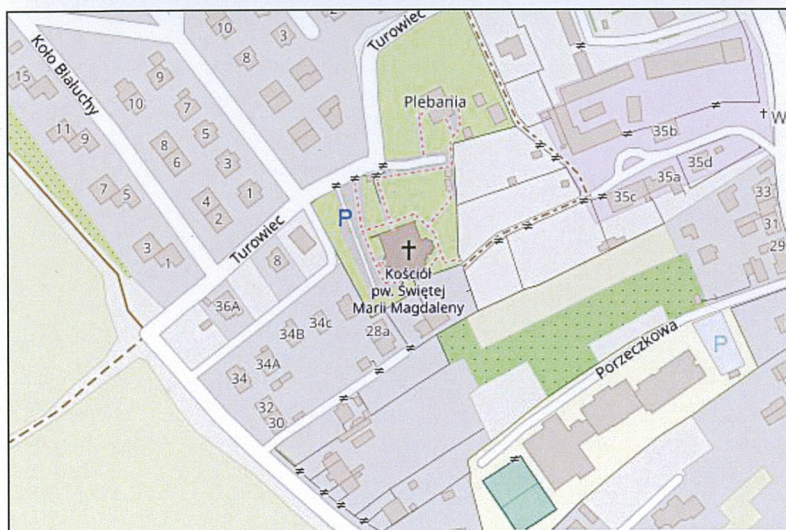 10
3
2
Turowiec
15
Koło Białuchy
9
10
7
8
11
9
5
8
6
3
7
5
4
2
1
Plebania
35b
35d
35a
35c
33
31
29
† W
P
Turowiec
3
1
8
Kościół
pw. Świętej
Marii Magdaleny
36A
34B
34c
28a
34A
34
32
30
Porzeczkowa
P